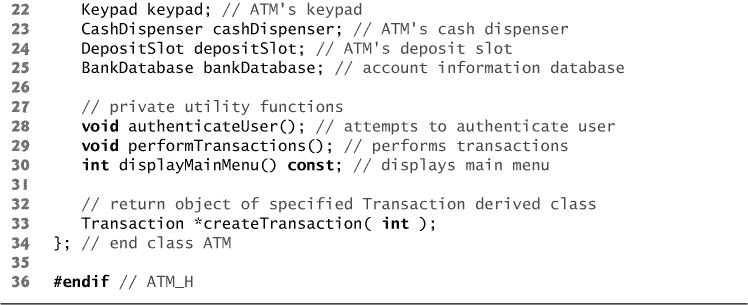 22 Keypad keypad; // ATM's keypad
23 CashDispenser cashDispenser; // ATM's cash dispenser
24 DepositSlot depositSlot; // ATM's deposit slot
25 BankDatabase bankDatabase; // account information database
26
27 // private utility functions
28 void authenticateUser(); // attempts to authenticate user
29 void performTransactions(); // performs transactions
30 int displayMainMenu() const; // displays main menu
31
32 // return object of specified Transaction derived class
33 Transaction *createTransaction( int );
34 }; // end class ATM
35
36 #endif // ATM_H